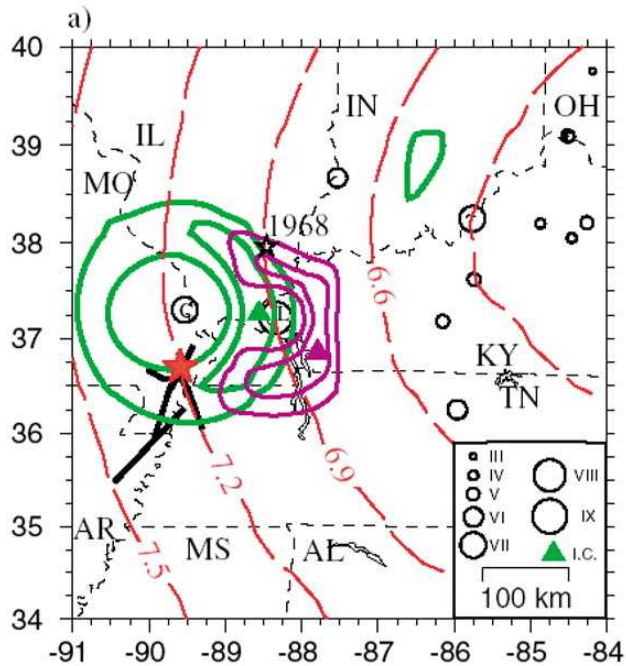 a)
40
39
38
37
36
35
34
-91
-90
-89
-88
-87
-86
-85
-84
IL
IN
OH
MO
1968
G
L
6.6
KY
TN
6.9
7.2
7.5
AR
MS
AL
III
IV
V
VI
VII
VIII
IX
I.C.
100 km